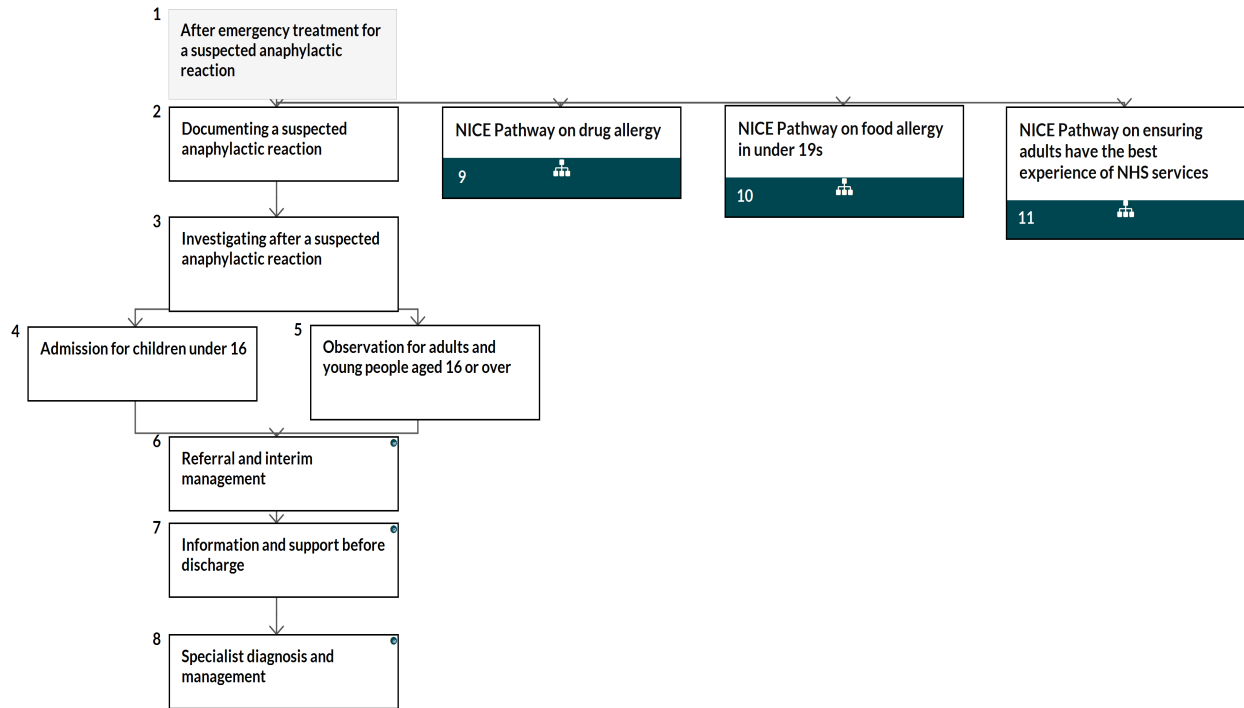 1
After emergency treatment for
a suspected anaphylactic
reaction
2
Documenting a suspected
anaphylactic reaction
NICE Pathway on drug allergy
9
NICE Pathway on food allergy
in under 19s
10
NICE Pathway on ensuring
adults have the best
experience of NHS services
11
3
Investigating after a suspected
anaphylactic reaction
4
Admission for children under 16
5
Observation for adults and
young people aged 16 or over
6
Referral and interim
management
7
Information and support before
discharge
8
Specialist diagnosis and
management